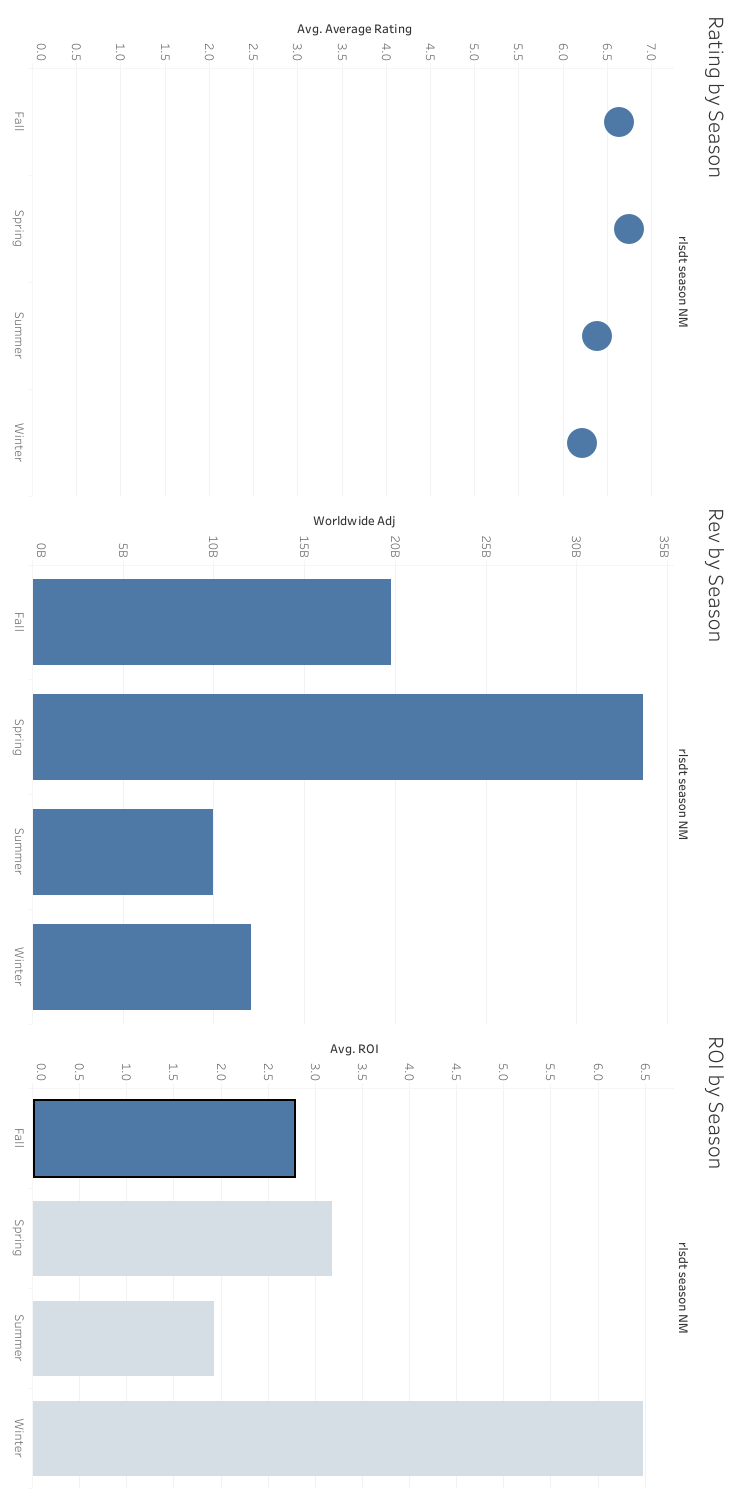 Rating by Season
rlsdt season NM
7.0
6.5
6.0
5.5
5.0
4.5
4.0
3.5
3.0
2.5
2.0
1.5
1.0
0.5
0.0
Avg. Average Rating
Fall Spring Summer Winter
Rev by Season
rlsdt season NM
35B
30B
25B
20B
15B
10B
5B
0B
Worldwide Adj
Fall Spring Summer Winter
ROI by Season
rlsdt season NM
6.5
6.0
5.5
5.0
4.5
4.0
3.5
3.0
2.5
2.0
1.5
1.0
0.5
0.0
Avg. ROI
Fall Spring Summer Winter